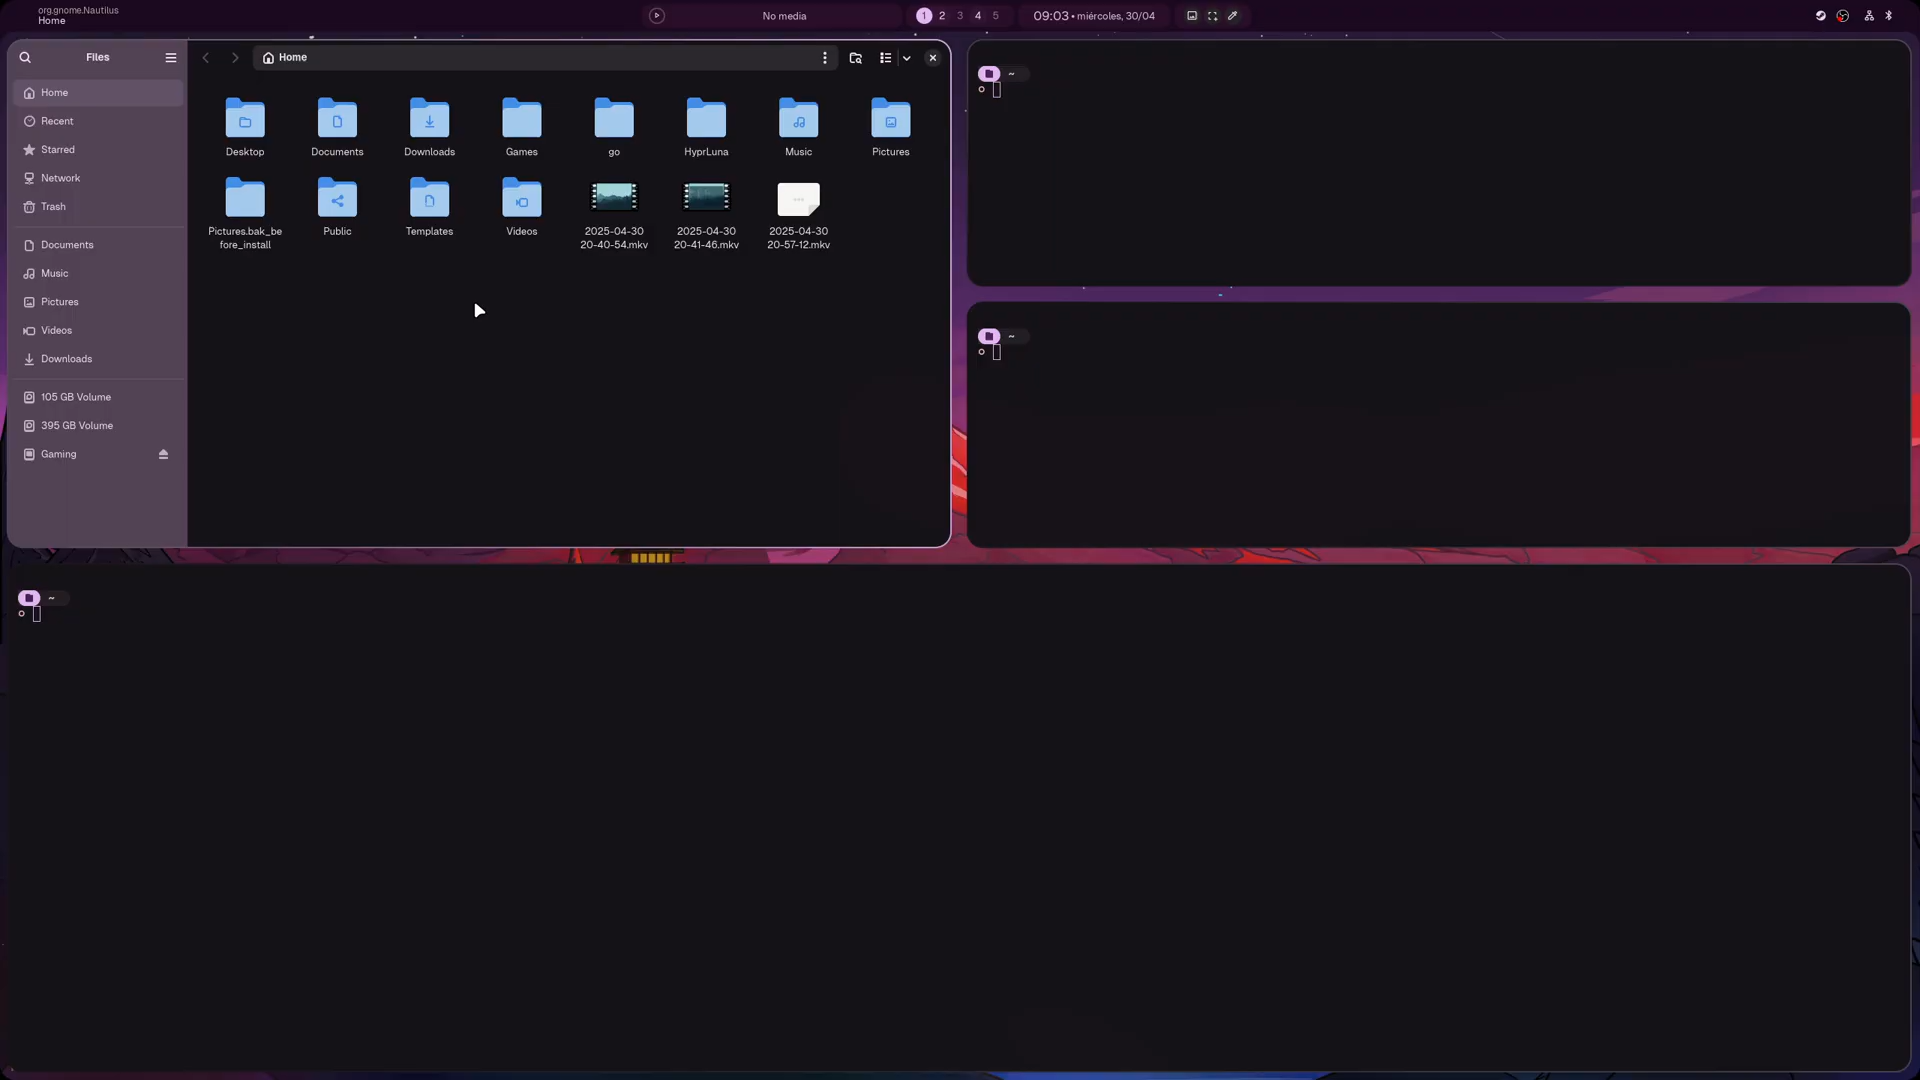 org.gnome.Nautilus
Home
No media
1 2 3 4 5
09:03 • miércoles, 30/04
Files
Home
Home
Recent
Starred
Network
Trash
Documents
Music
Pictures
Videos
Downloads
105 GB Volume
395 GB Volume
Gaming
Desktop
Documents
Downloads
Games
go
HyprLuna
Music
Pictures
Pictures.bak_be
fore_install
Public
Templates
Videos
2025-04-30
20-40-54.mkv
2025-04-30
20-41-46.mkv
2025-04-30
20-57-12.mkv
~
~
~